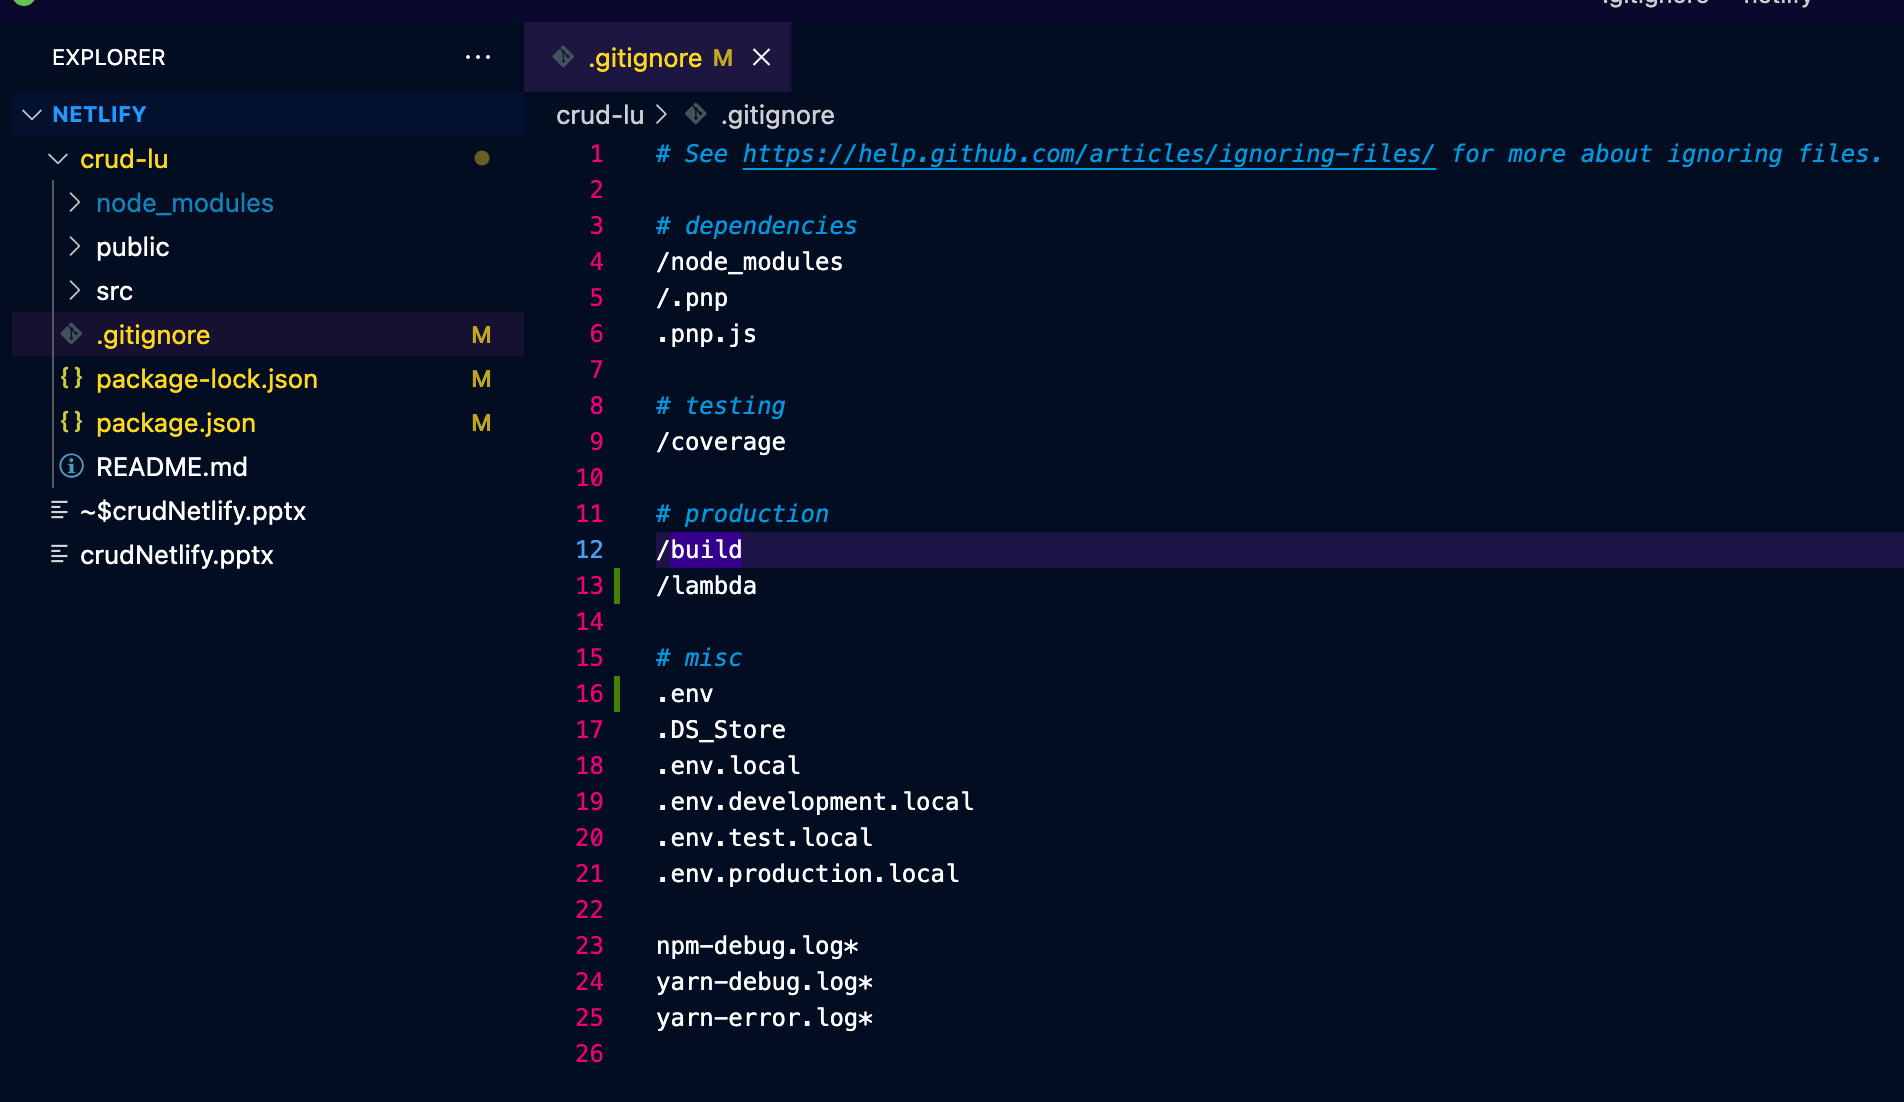 .gitignore — netlify
EXPLORER
NETLIFY
crud-lu
node_modules
public
src
.gitignore M
package-lock.json M
package.json M
README.md
~$crudNetlify.pptx
crudNetlify.pptx
.gitignore M
crud-lu > .gitignore
1 # See https://help.github.com/articles/ignoring-files/ for more about ignoring files.
2
3 # dependencies
4 /node_modules
5 /.pnp
6 .pnp.js
7
8 # testing
9 /coverage
10
11 # production
12 /build
13 /lambda
14
15 # misc
16 .env
17 .DS_Store
18 .env.local
19 .env.development.local
20 .env.test.local
21 .env.production.local
22
23 npm-debug.log*
24 yarn-debug.log*
25 yarn-error.log*
26